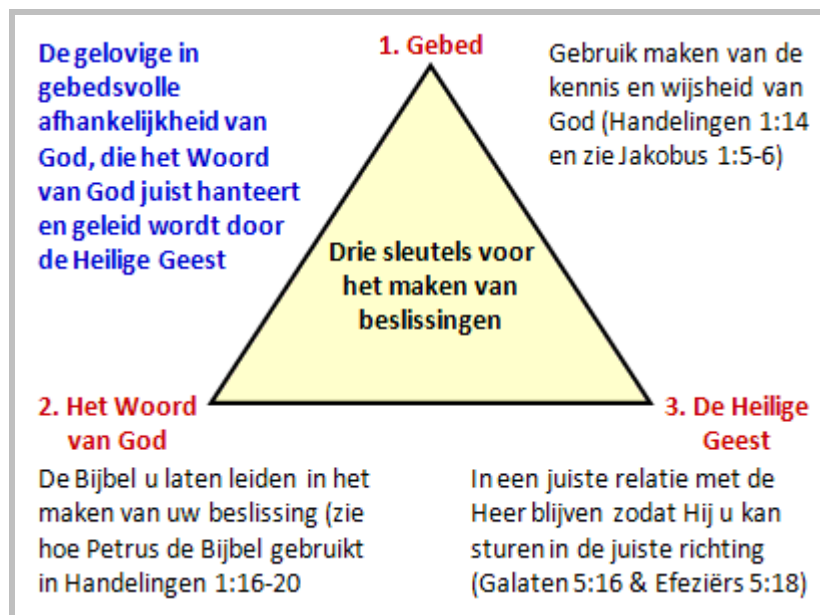 De gelovige in
gebedsvolle
afhankelijkheid van
God, die het Woord
van God juist hanteert
en geleid wordt door
de Heilige Geest
1. Gebed
Gebruik maken van de
kennis en wijsheid van
God (Handelingen 1:14
en zie Jakobus 1:5-6)
Drie sleutels voor
het maken van
beslissingen
2. Het Woord
van God
De Bijbel u laten leiden in het
maken van uw beslissing (zie
hoe Petrus de Bijbel gebruikt
in Handelingen 1:16-20
3. De Heilige
Geest
In een juiste relatie met de
Heer blijven zodat Hij u kan
sturen in de juiste richting
(Galaten 5:16 & Efeziërs 5:18)